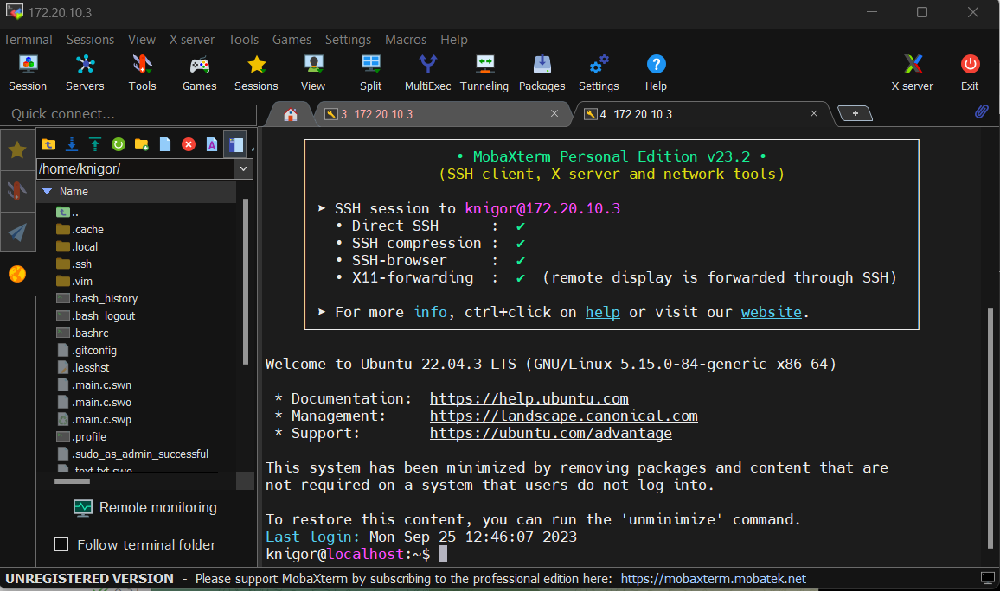 172.20.10.3
Terminal Sessions View X server Tools Games Settings Macros Help
Session Servers Tools Games Sessions View Split MultiExec Tunneling Packages Settings Help X server Exit
Quick connect...
3. 172.20.10.3
4. 172.20.10.3
/home/knigor/
Name
..
.cache
.local
.ssh
.vim
.bash_history
.bash_logout
.bashrc
.gitconfig
.lesshst
.main.c.swn
.main.c.swo
.main.c.swp
.profile
.sudo_as_admin_successful
.text.txt.swo
Remote monitoring
Follow terminal folder
• MobaXterm Personal Edition v23.2 •
(SSH client, X server and network tools)
➤ SSH session to knigor@172.20.10.3
• Direct SSH : ✔
• SSH compression : ✔
• SSH-browser : ✔
• X11-forwarding : ✔ (remote display is forwarded through SSH)
➤ For more info, ctrl+click on help or visit our website.
Welcome to Ubuntu 22.04.3 LTS (GNU/Linux 5.15.0-84-generic x86_64)
* Documentation: https://help.ubuntu.com
* Management: https://landscape.canonical.com
* Support: https://ubuntu.com/advantage
This system has been minimized by removing packages and content that are
not required on a system that users do not log into.
To restore this content, you can run the 'unminimize' command.
Last login: Mon Sep 25 12:46:07 2023
knigor@localhost:~$
UNREGISTERED VERSION - Please support MobaXterm by subscribing to the professional edition here: https://mobaxterm.mobatek.net